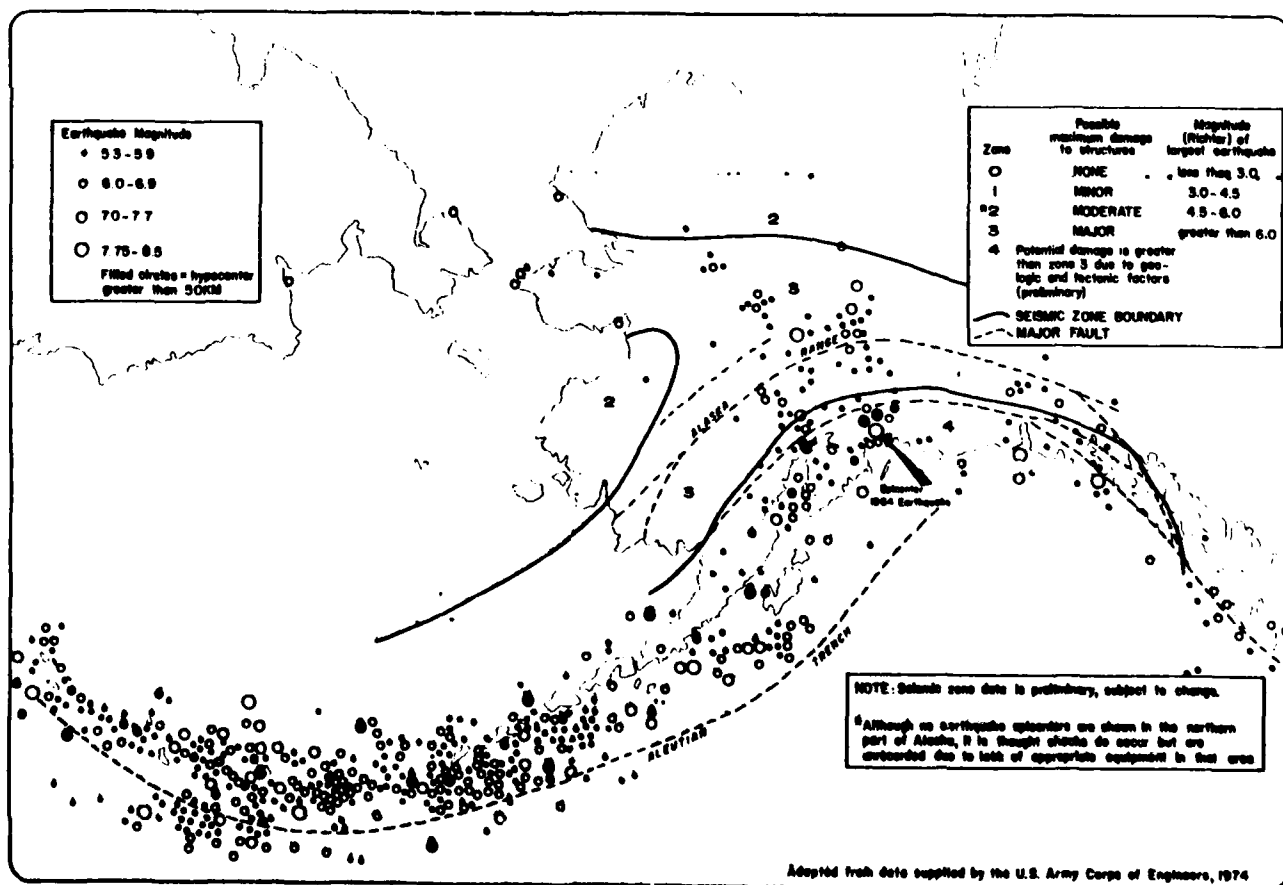 Earthquake Magnitude
5.3 - 5.9
6.0 - 6.9
7.0 - 7.7
7.75 - 8.5
Filled circles = hypocenter
greater than 50KM
Zone
Possible
maximum damage
to structures
Magnitude
(Richter) of
largest earthquake
0 NONE less than 3.0
1 MINOR 3.0 - 4.5
*2 MODERATE 4.5 - 6.0
3 MAJOR greater than 6.0
4 Potential damage is greater
than zone 3 due to geo-
logic and tectonic factors
(preliminary)
SEISMIC ZONE BOUNDARY
MAJOR FAULT
2
3
RANGE
ALASKA
2
4
3
Epicenter
1964 Earthquake
TRENCH
ALEUTIAN
NOTE: Seismic zone data is preliminary, subject to change.
*Although no earthquake epicenters are shown in the northern
part of Alaska, it is thought shocks do occur but are
unrecorded due to lack of appropriate equipment in that area
Adapted from data supplied by the U.S. Army Corps of Engineers, 1974